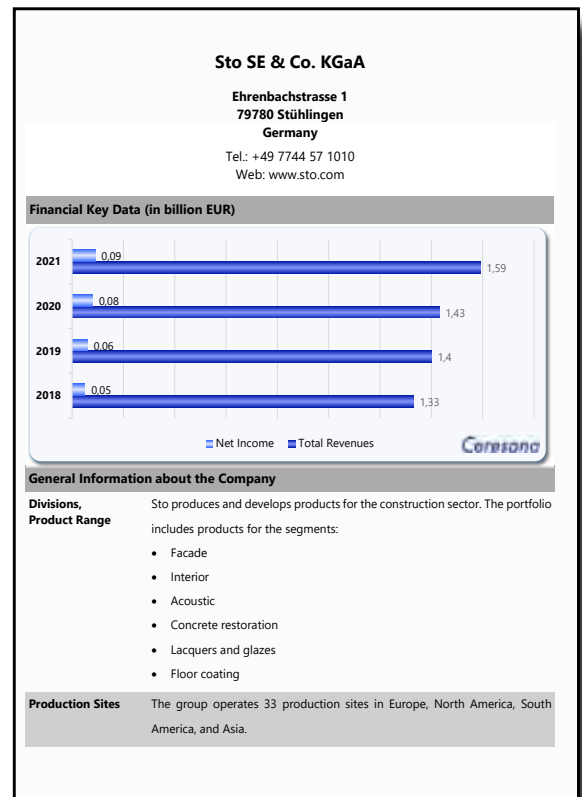 Sto SE & Co. KGaA
Ehrenbachstrasse 1
79780 Stühlingen
Germany
Tel.: +49 7744 57 1010
Web: www.sto.com
Financial Key Data (in billion EUR)
2021
0,09
1,59
2020
0,08
1,43
2019
0,06
1,4
2018
0,05
1,33
Net Income
Total Revenues
Ceresana
General Information about the Company
Divisions,
Product Range
Sto produces and develops products for the construction sector. The portfolio
includes products for the segments:
• Facade
• Interior
• Acoustic
• Concrete restoration
• Lacquers and glazes
• Floor coating
Production Sites
The group operates 33 production sites in Europe, North America, South
America, and Asia.